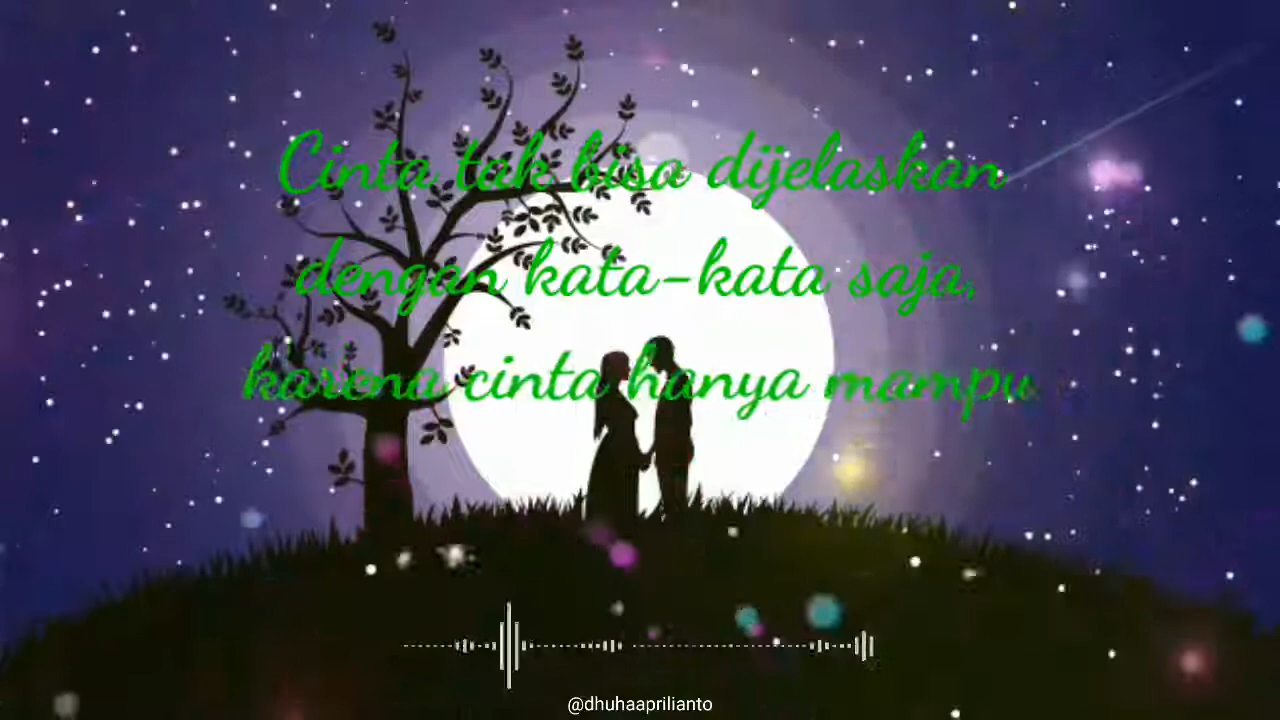 Cinta tak bisa dijelaskan
dengan kata-kata saja,
karena cinta hanya mampu
@dhuhaaprilianto